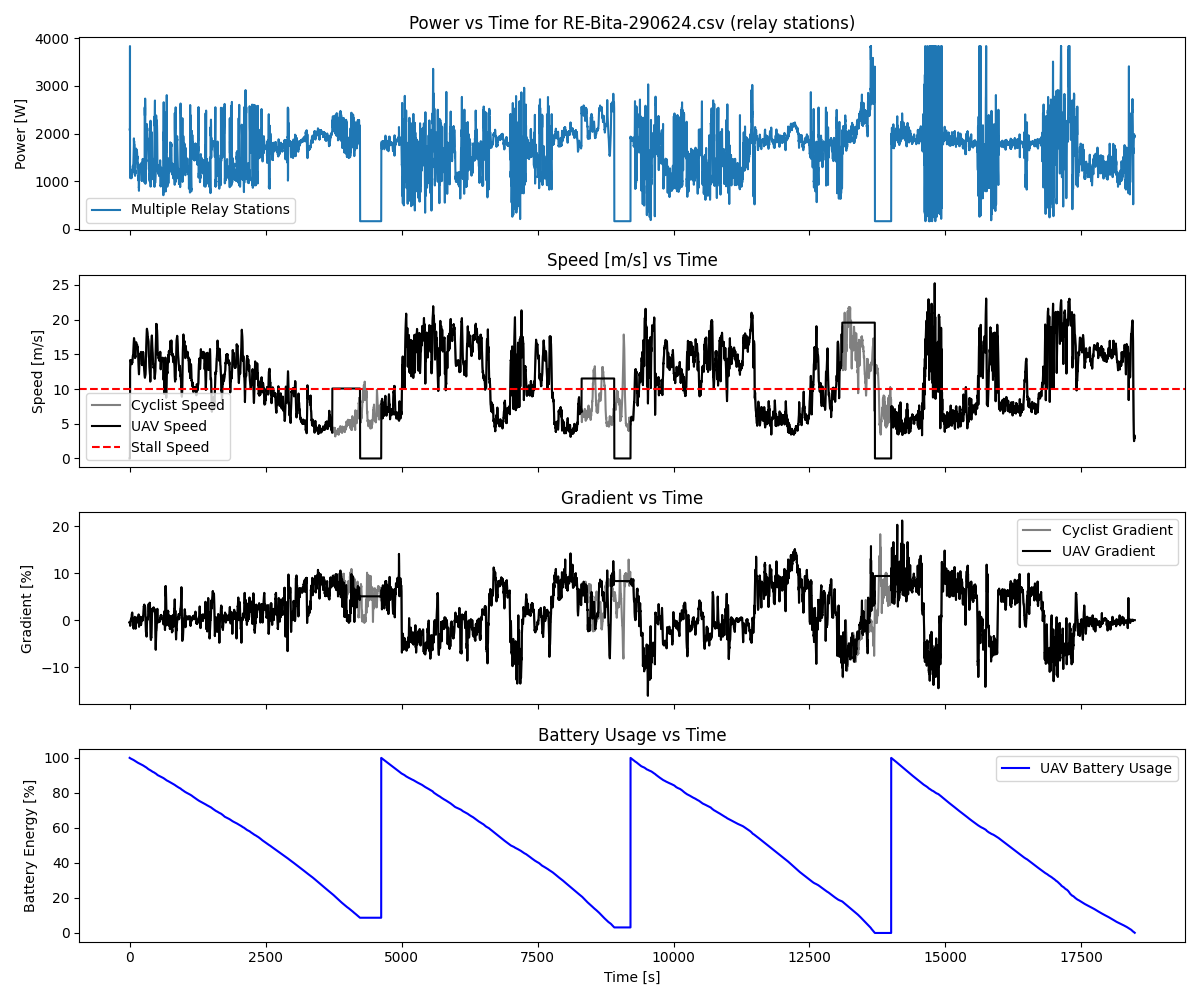 Power vs Time for RE-Bita-290624.csv (relay stations)
4000
3000
2000
1000
0
Power [W]
Multiple Relay Stations
Speed [m/s] vs Time
25
20
15
10
5
0
Speed [m/s]
Cyclist Speed
UAV Speed
Stall Speed
Gradient vs Time
20
10
0
−10
Gradient [%]
Cyclist Gradient
UAV Gradient
Battery Usage vs Time
100
80
60
40
20
0
Battery Energy [%]
UAV Battery Usage
0 2500 5000 7500 10000 12500 15000 17500
Time [s]